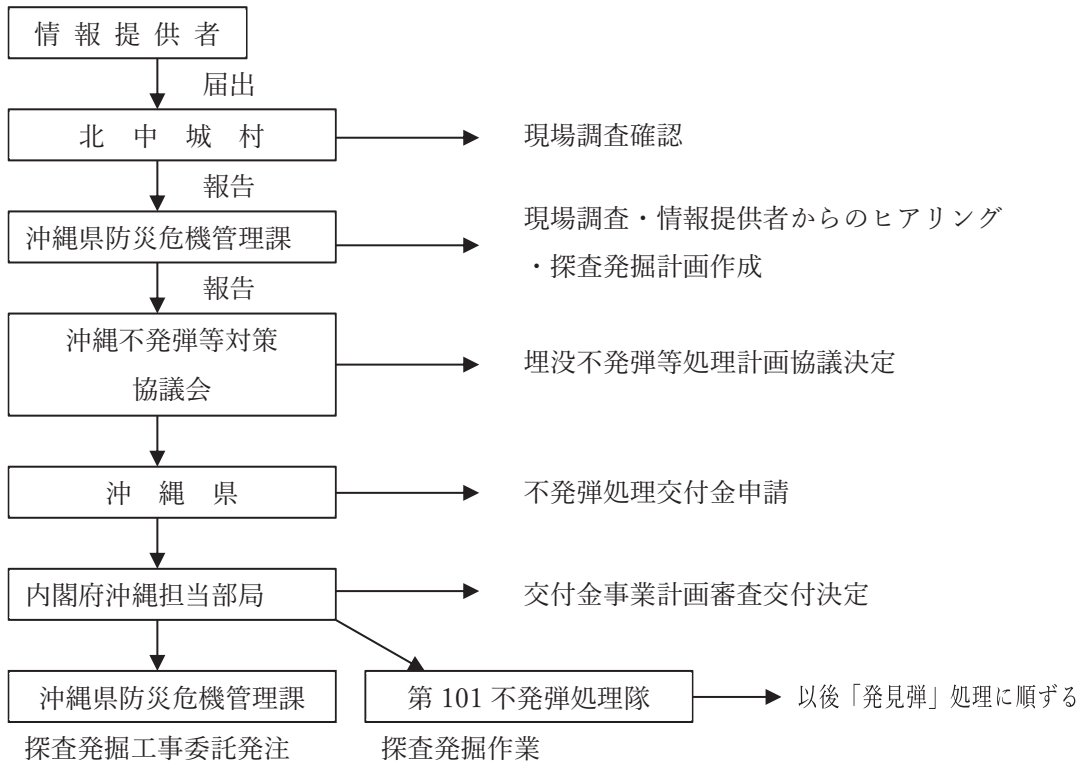 情 報 提 供 者
届出
北 中 城 村
現場調査確認
報告
沖縄県防災危機管理課
現場調査・情報提供者からのヒアリング
・探査発掘計画作成
報告
沖縄不発弾等対策
協議会
埋没不発弾等処理計画協議決定
沖 縄 県
不発弾処理交付金申請
内閣府沖縄担当部局
交付金事業計画審査交付決定
沖縄県防災危機管理課
第 101 不発弾処理隊
以後「発見弾」処理に順ずる
探査発掘工事委託発注
探査発掘作業